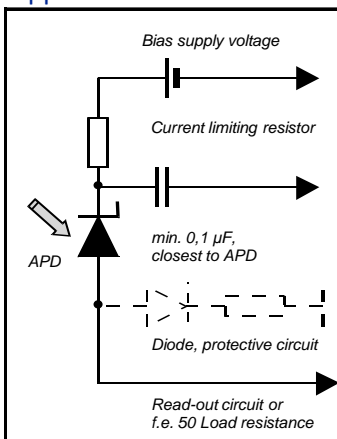 Bias supply voltage
Current limiting resistor
min. 0,1 µF,
closest to APD
APD
Diode, protective circuit
Read-out circuit or
f.e. 50 Load resistance